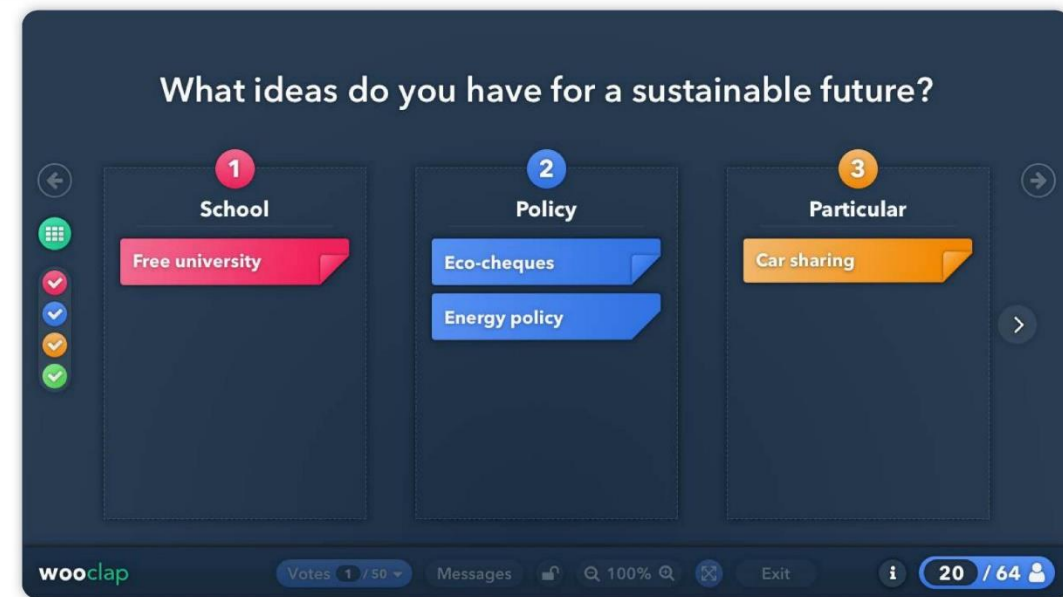 What ideas do you have for a sustainable future?
1
School
Free university
2
Policy
Eco-cheques
Energy policy
3
Particular
Car sharing
wooclap
Votes 1 / 50
Messages
100%
Exit
i
20 / 64